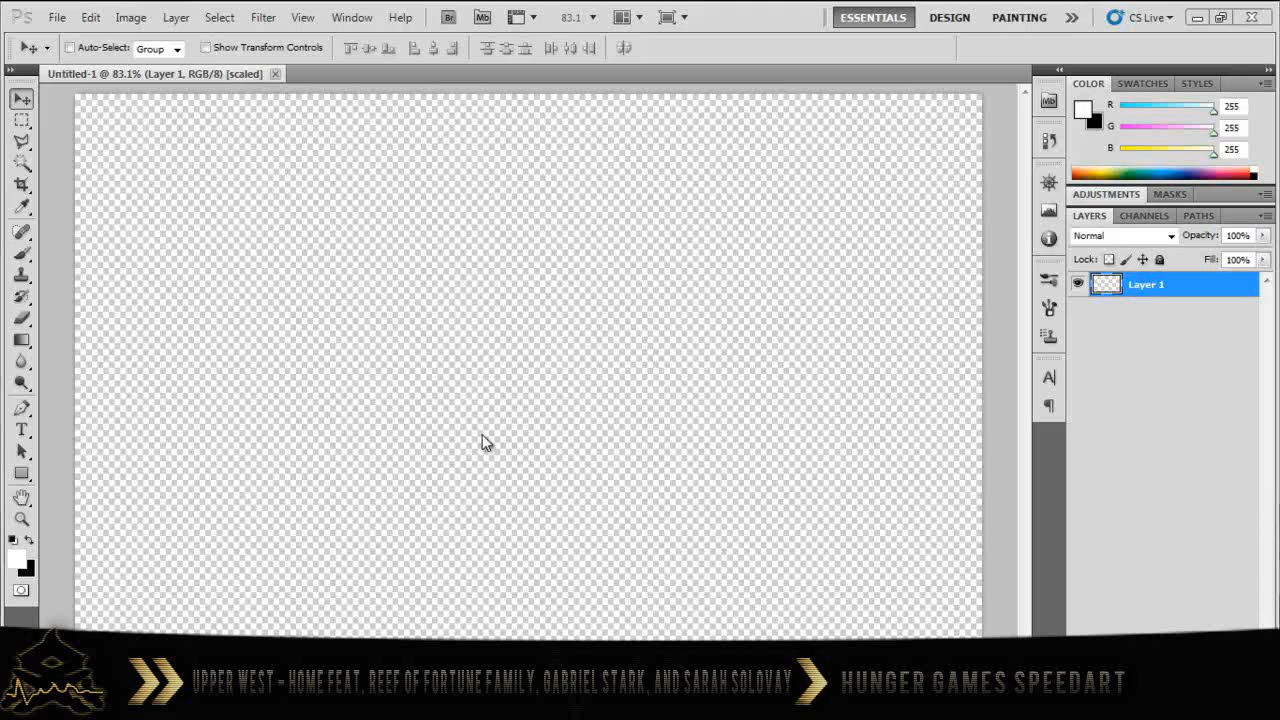 Ps File Edit Image Layer Select Filter View Window Help Br Mb 83.1 ESSENTIALS DESIGN PAINTING CS Live
Auto-Select: Group Show Transform Controls
Untitled-1 @ 83.1% (Layer 1, RGB/8) [scaled]
COLOR SWATCHES STYLES
Mb
R 255
G 255
B 255
ADJUSTMENTS MASKS
LAYERS CHANNELS PATHS
Normal Opacity: 100%
Lock: Fill: 100%
Layer 1
UPPER WEST - HOME FEAT. REEF OF FORTUNE FAMILY, GABRIEL STARK, AND SARAH SOLOVAY HUNGER GAMES SPEEDART